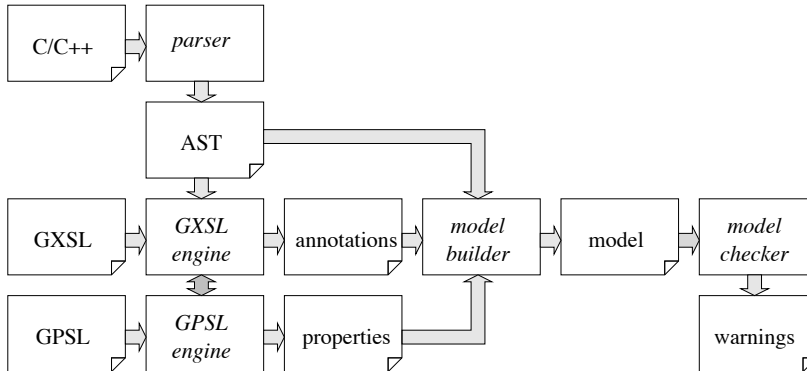 C/C++
parser
AST
GXSL
GXSL
engine
annotations
model
builder
model
model
checker
GPSL
GPSL
engine
properties
warnings